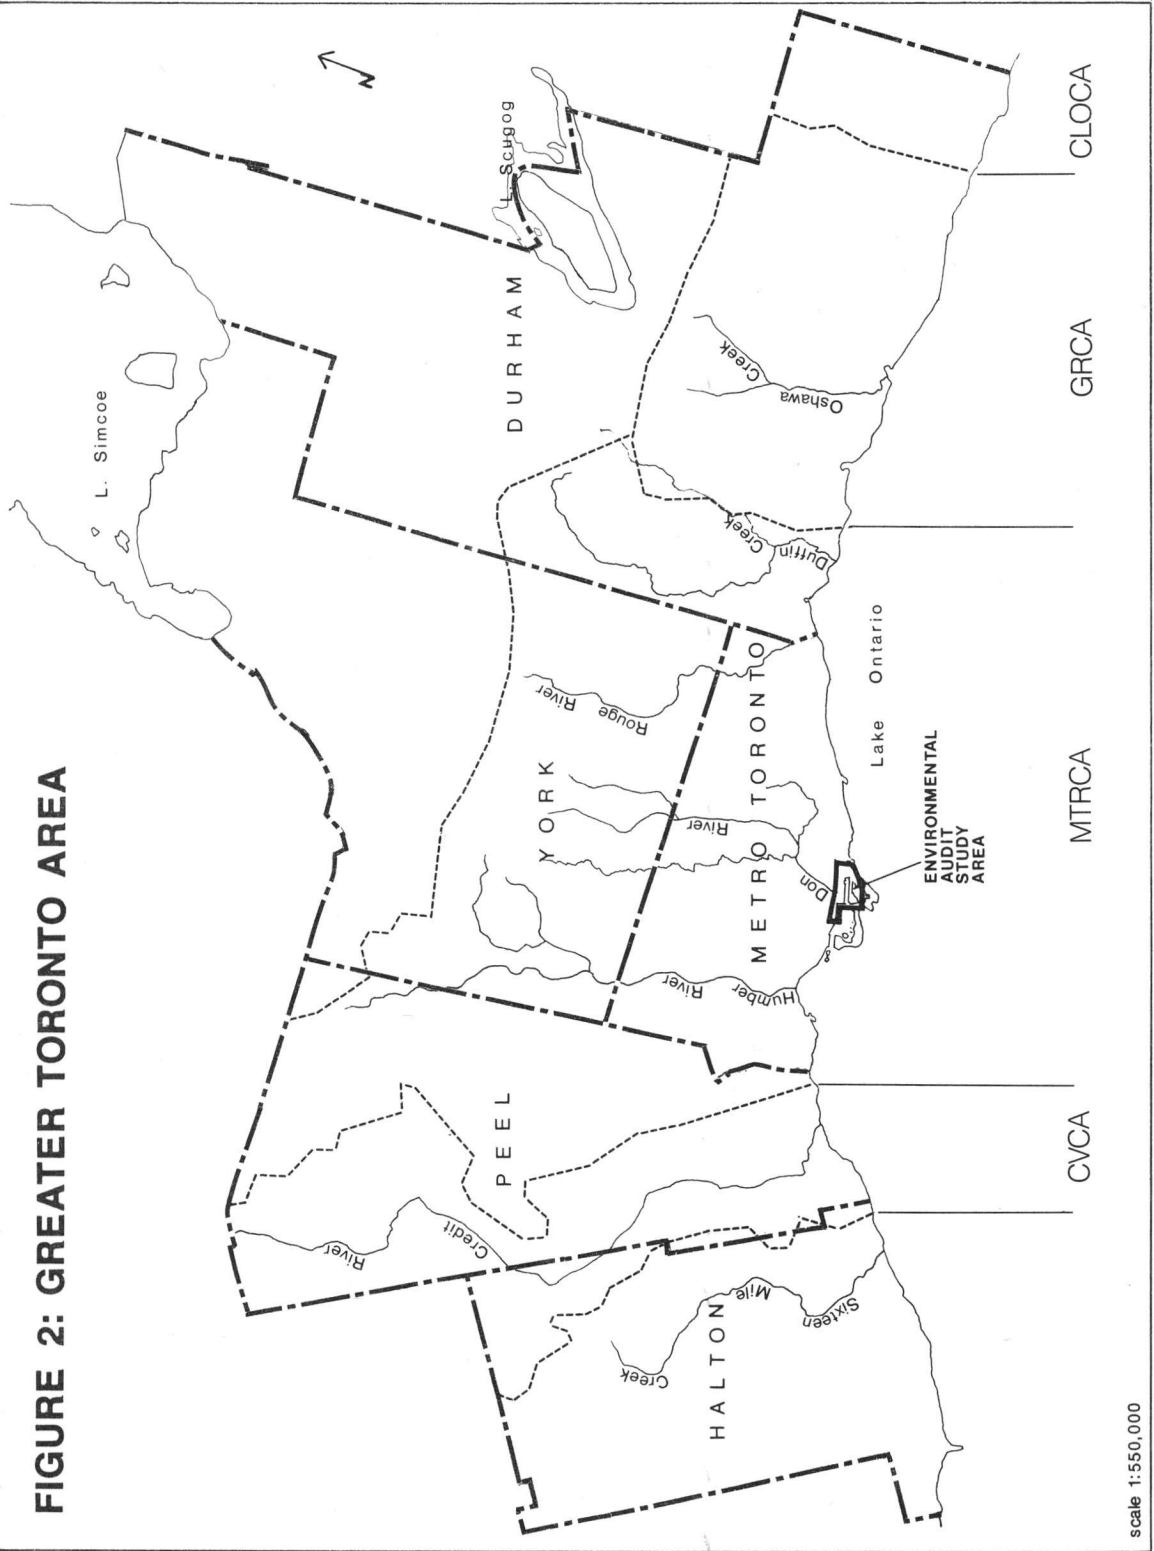 FIGURE 2: GREATER TORONTO AREA
N
L. Simcoe
L. Scugog
DURHAM
Oshawa Creek
Duffin Creek
YORK
Rouge River
METRO TORONTO
Don River
Humber River
PEEL
Credit River
HALTON
Sixteen Mile Creek
Lake Ontario
ENVIRONMENTAL
AUDIT
STUDY
AREA
CVCA
MTRCA
GRCA
CLOCA
scale 1:550,000